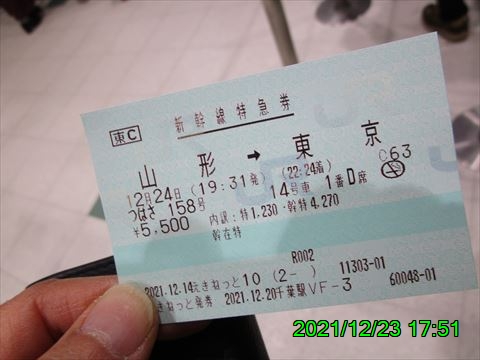 東C
新幹線特急券
山形 → 東京
C63
12月24日 (19:31発) (22:24着)
つばさ 158号 14号車 1番D席
¥5,500 内訳:特1,230・幹特4,270
幹在特
R002
2021.12.14えきねっと10 (2- ) 11303-01
きねっと発券 2021.12.20千葉駅VF-3 60048-01
2021/12/23 17:51